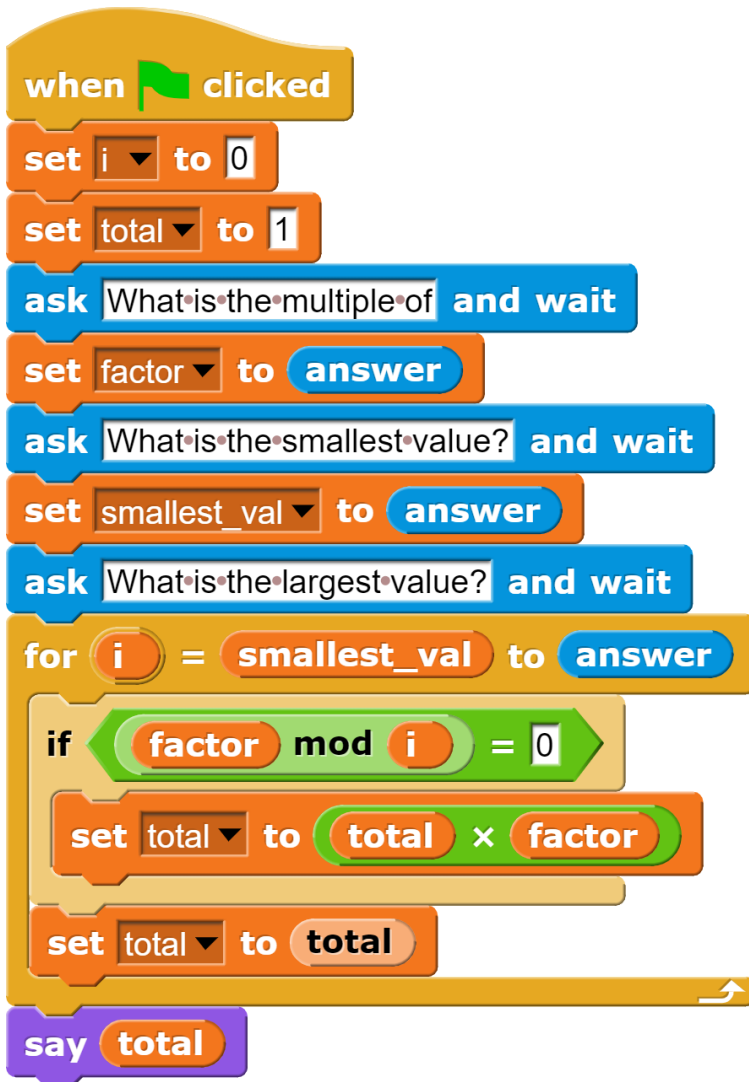 when clicked
set i to 0
set total to 1
ask What is the multiple of and wait
set factor to answer
ask What is the smallest value? and wait
set smallest_val to answer
ask What is the largest value? and wait
for i = smallest_val to answer
if factor mod i = 0
set total to total × factor
set total to total
say total